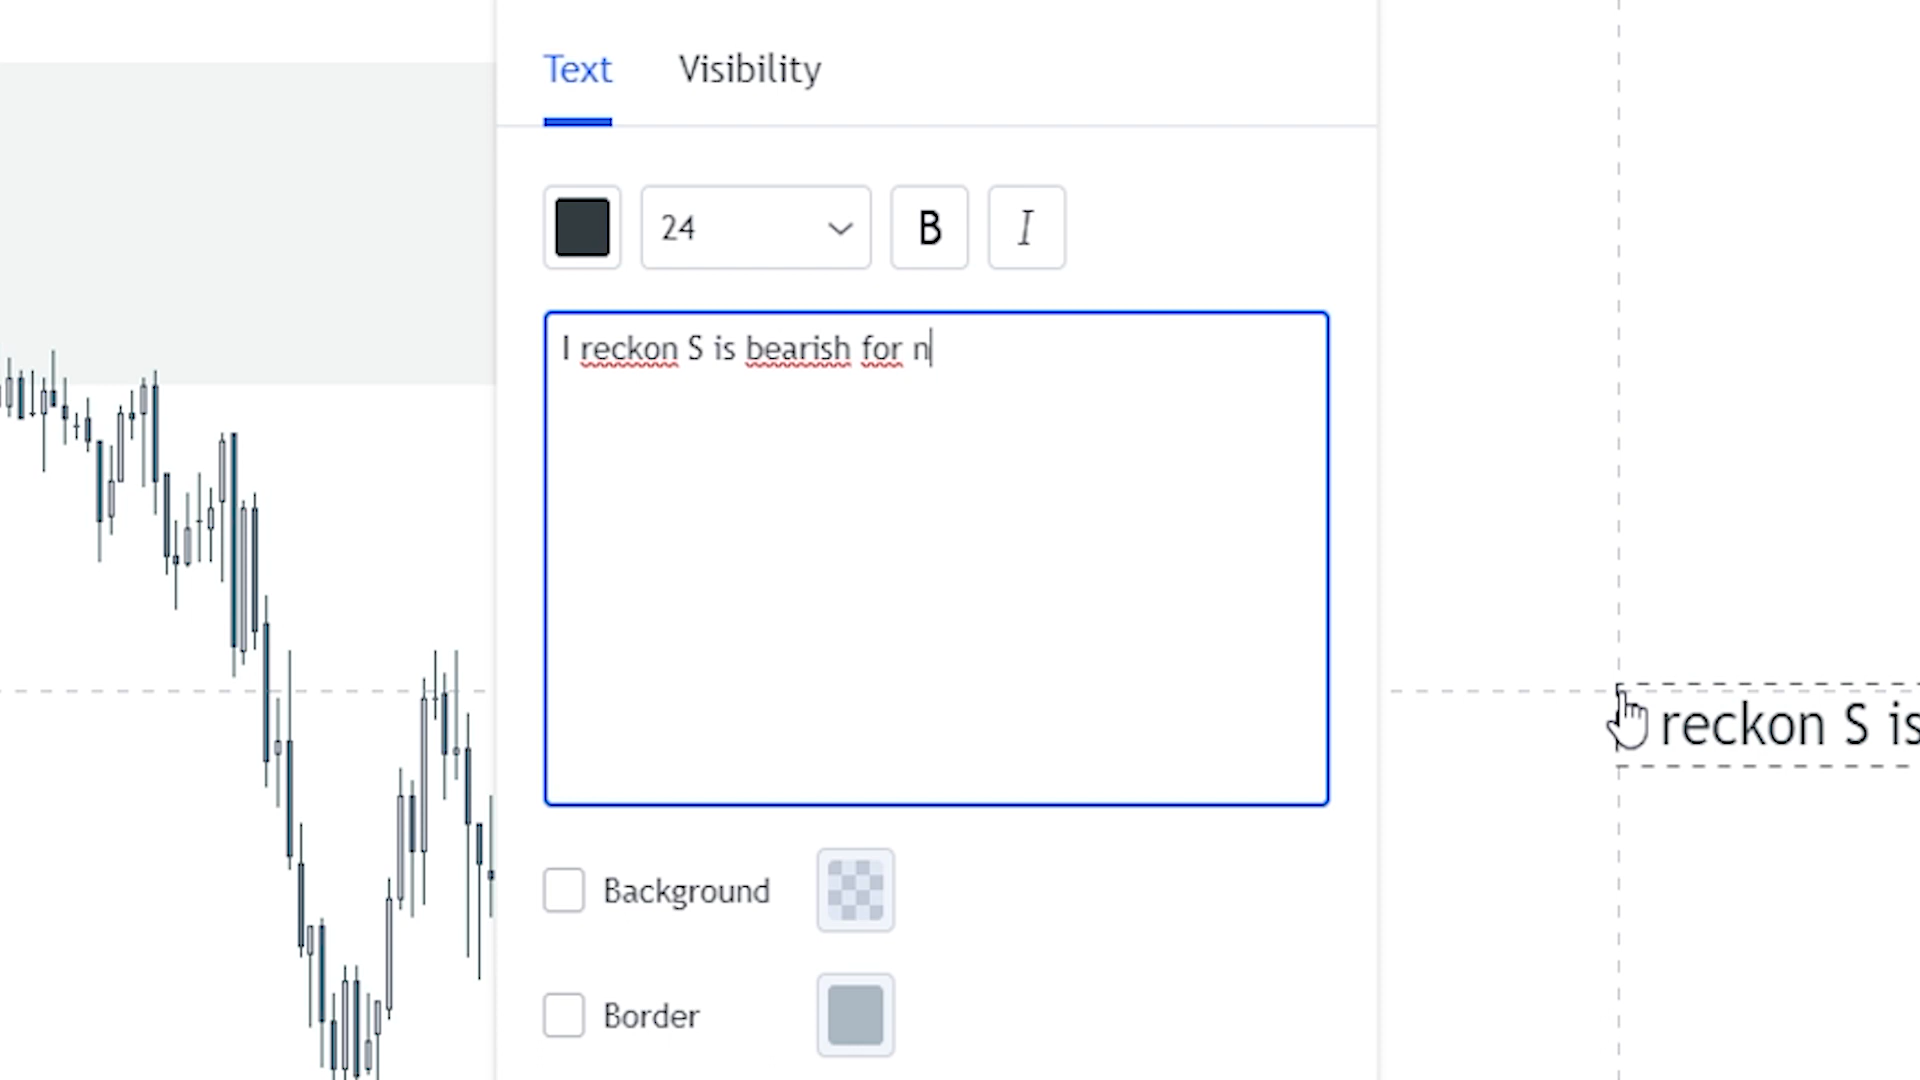 Text Visibility
24 B I
I reckon S is bearish for n
reckon S is
Background
Border